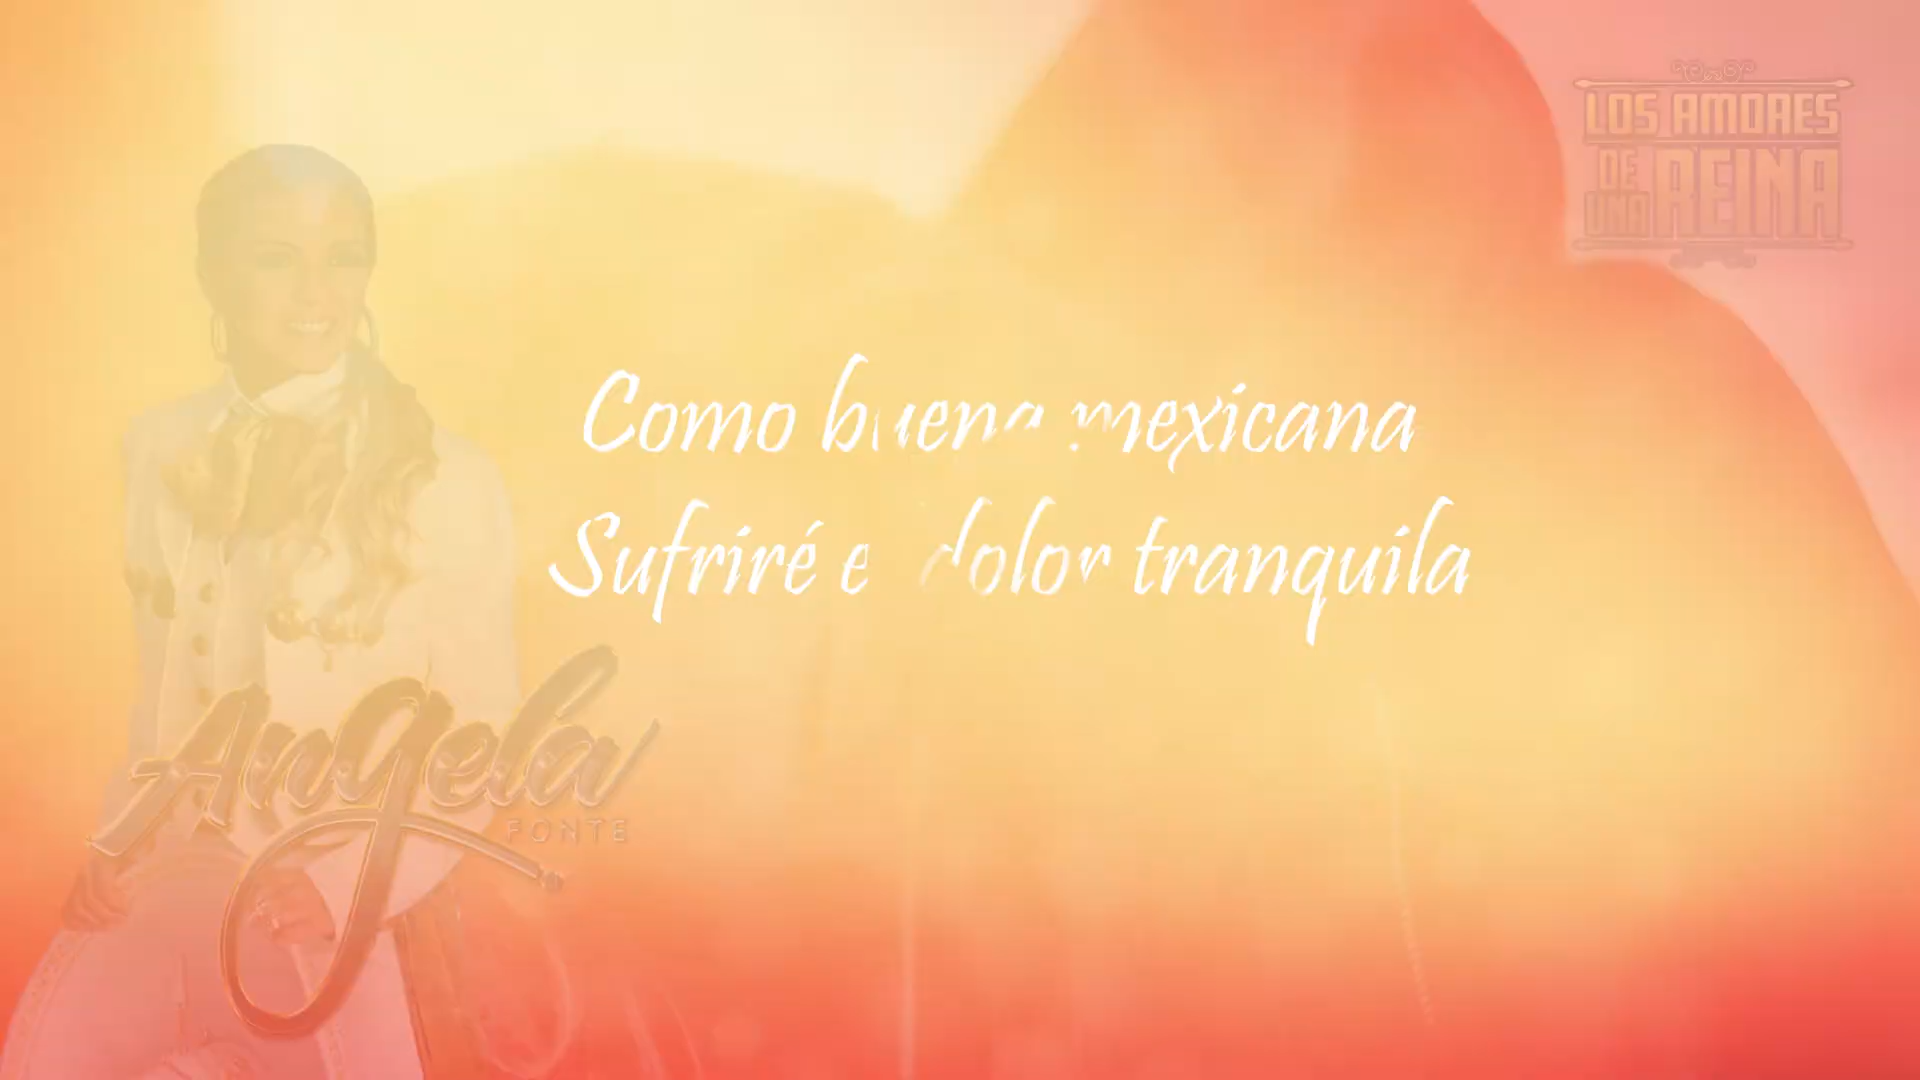 LOS AMORES
DE UNA REINA
Como buena mexicana
Sufriré el dolor tranquila
Angela
FONTE